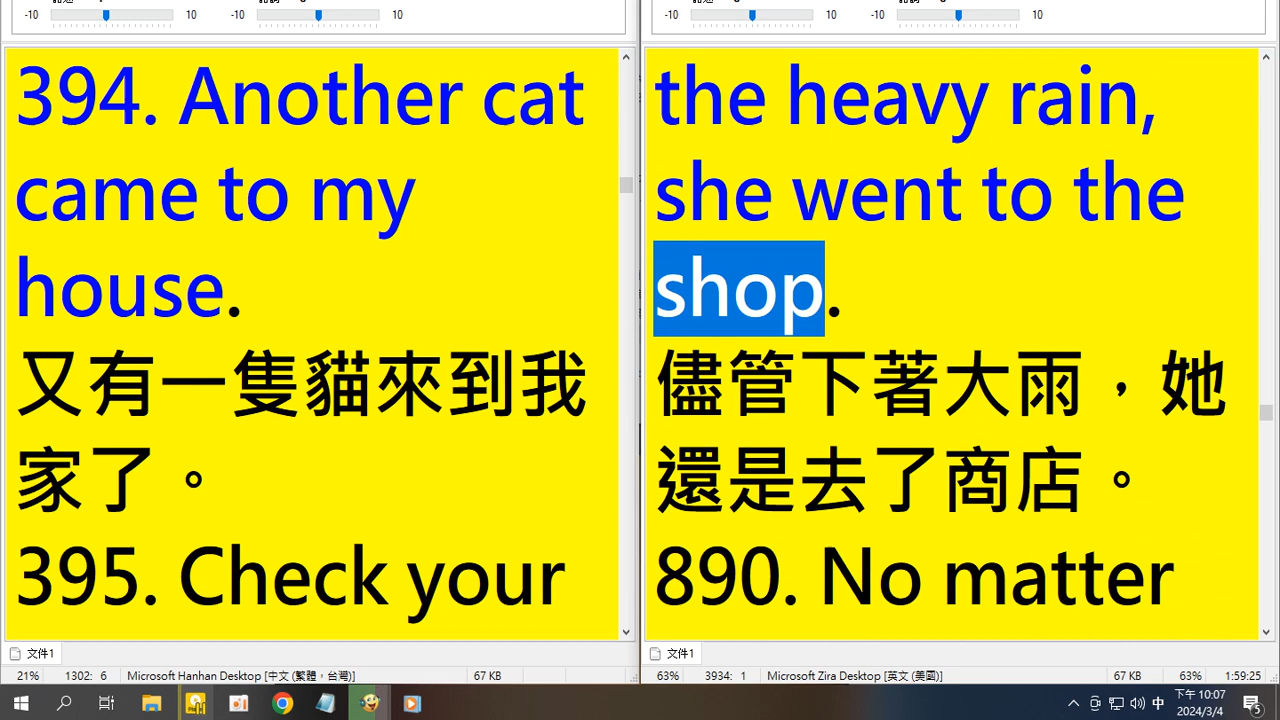 -10
10
-10
10
-10
10
-10
10
394. Another cat
came to my
house.
又有一隻貓來到我
家了。
395. Check your
the heavy rain,
she went to the
shop.
儘管下著大雨，她
還是去了商店。
890. No matter
文件1
文件1
21%
1302: 6
Microsoft Hanhan Desktop [中文 (繁體，台灣)]
67 KB
63%
3934: 1
Microsoft Zira Desktop [英文 (美國)]
67 KB
63%
1:59:25
中
下午 10:07
2024/3/4
5